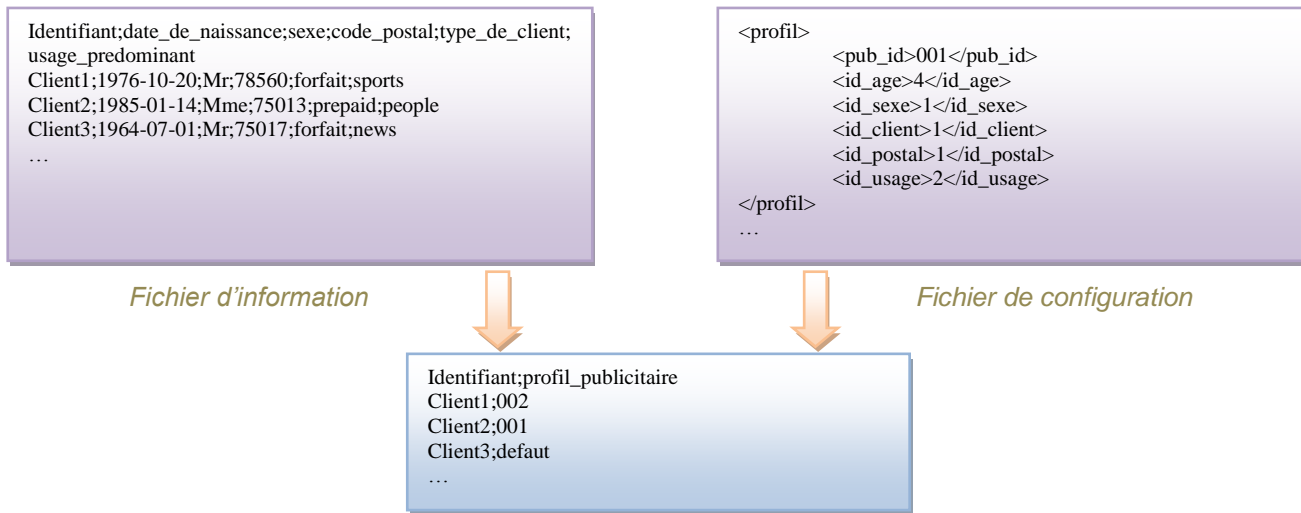 Identifiant;date_de_naissance;sexe;code_postal;type_de_client;
usage_predominant
Client1;1976-10-20;Mr;78560;forfait;sports
Client2;1985-01-14;Mme;75013;prepaid;people
Client3;1964-07-01;Mr;75017;forfait;news
…
<profil>
<pub_id>001</pub_id>
<id_age>4</id_age>
<id_sexe>1</id_sexe>
<id_client>1</id_client>
<id_postal>1</id_postal>
<id_usage>2</id_usage>
</profil>
…
Fichier d’information
Fichier de configuration
Identifiant;profil_publicitaire
Client1;002
Client2;001
Client3;defaut
…